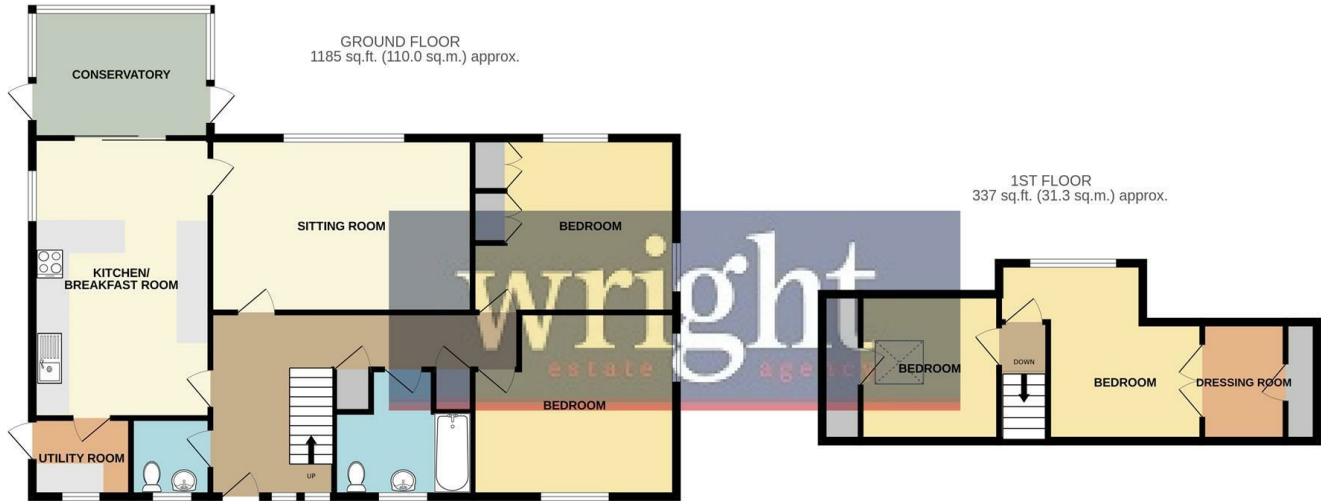 GROUND FLOOR
1185 sq.ft. (110.0 sq.m.) approx.
CONSERVATORY
SITTING ROOM
BEDROOM
KITCHEN/
BREAKFAST ROOM
BEDROOM
UTILITY ROOM
UP
wright
estate agency
1ST FLOOR
337 sq.ft. (31.3 sq.m.) approx.
DOWN
BEDROOM
BEDROOM
DRESSING ROOM